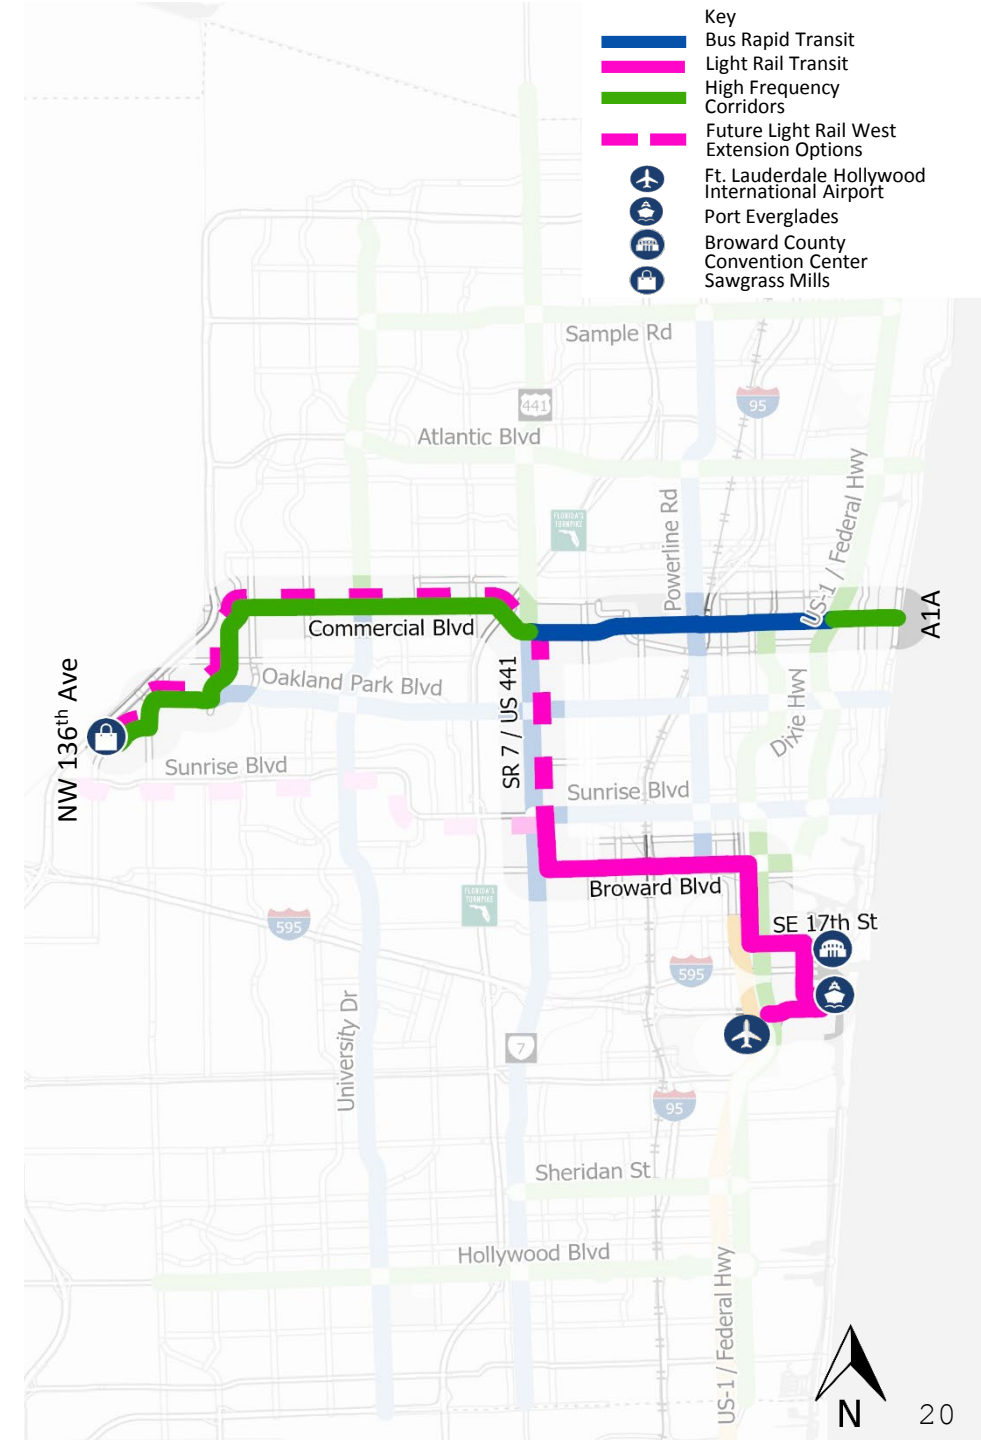 Key
Bus Rapid Transit
Light Rail Transit
High Frequency
Corridors
Future Light Rail West
Extension Options
Ft. Lauderdale Hollywood
International Airport
Port Everglades
Broward County
Convention Center
Sawgrass Mills
Sample Rd
441
95
Atlantic Blvd
FLORIDA'S
TURNPIKE
Powerline Rd
US-1 / Federal Hwy
A1A
Commercial Blvd
NW 136th Ave
Oakland Park Blvd
SR 7 / US 441
Dixie Hwy
Sunrise Blvd
Sunrise Blvd
Broward Blvd
FLORIDA'S
TURNPIKE
595
SE 17th St
595
University Dr
7
95
Sheridan St
Hollywood Blvd
US-1 / Federal Hwy
N
20